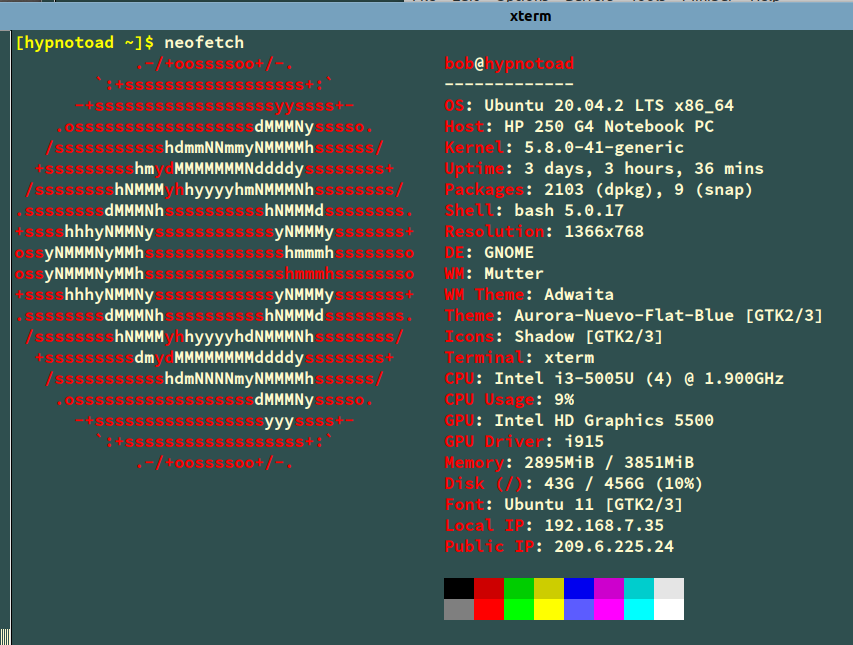 xterm
[hypnotoad ~]$ neofetch
.-/+oossssoo+/-.
`:+ssssssssssssssssss+:`
-+ssssssssssssssssssyyssss+-
.ossssssssssssssssssdMMMNysssso.
/ssssssssssshdmmNNmmyNMMMMhssssss/
+ssssssssshmydMMMMMMMNddddyssssssss+
/sssssssshNMMMyhhyyyyhmNMMMNhssssssss/
.ssssssssdMMMNhsssssssssshNMMMdssssssss.
+sssshhhyNMMNyssssssssssssyNMMMysssssss+
ossyNMMMNyMMhsssssssssssssshmmmhssssssso
ossyNMMMNyMMhsssssssssssssshmmmhssssssso
+sssshhhyNMMNyssssssssssssyNMMMysssssss+
.ssssssssdMMMNhsssssssssshNMMMdssssssss.
/sssssssshNMMMyhhyyyyhdNMMMNhssssssss/
+sssssssssdmydMMMMMMMMddddyssssssss+
/ssssssssssshdmNNNNmyNMMMMhssssss/
.ossssssssssssssssssdMMMNysssso.
-+sssssssssssssssssyyyssss+-
`:+ssssssssssssssssss+:`
.-/+oossssoo+/-.
bob@hypnotoad
-------------
OS: Ubuntu 20.04.2 LTS x86_64
Host: HP 250 G4 Notebook PC
Kernel: 5.8.0-41-generic
Uptime: 3 days, 3 hours, 36 mins
Packages: 2103 (dpkg), 9 (snap)
Shell: bash 5.0.17
Resolution: 1366x768
DE: GNOME
WM: Mutter
WM Theme: Adwaita
Theme: Aurora-Nuevo-Flat-Blue [GTK2/3]
Icons: Shadow [GTK2/3]
Terminal: xterm
CPU: Intel i3-5005U (4) @ 1.900GHz
CPU Usage: 9%
GPU: Intel HD Graphics 5500
GPU Driver: i915
Memory: 2895MiB / 3851MiB
Disk (/): 43G / 456G (10%)
Font: Ubuntu 11 [GTK2/3]
Local IP: 192.168.7.35
Public IP: 209.6.225.24